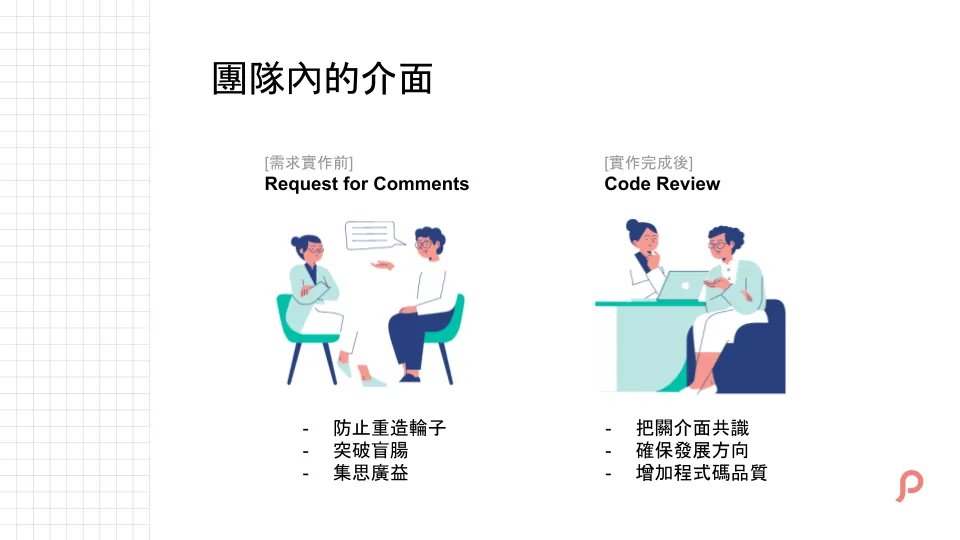 團隊內的介面
[需求實作前]
Request for Comments
- 防止重造輪子
- 突破盲腸
- 集思廣益
[實作完成後]
Code Review
- 把關介面共識
- 確保發展方向
- 增加程式碼品質